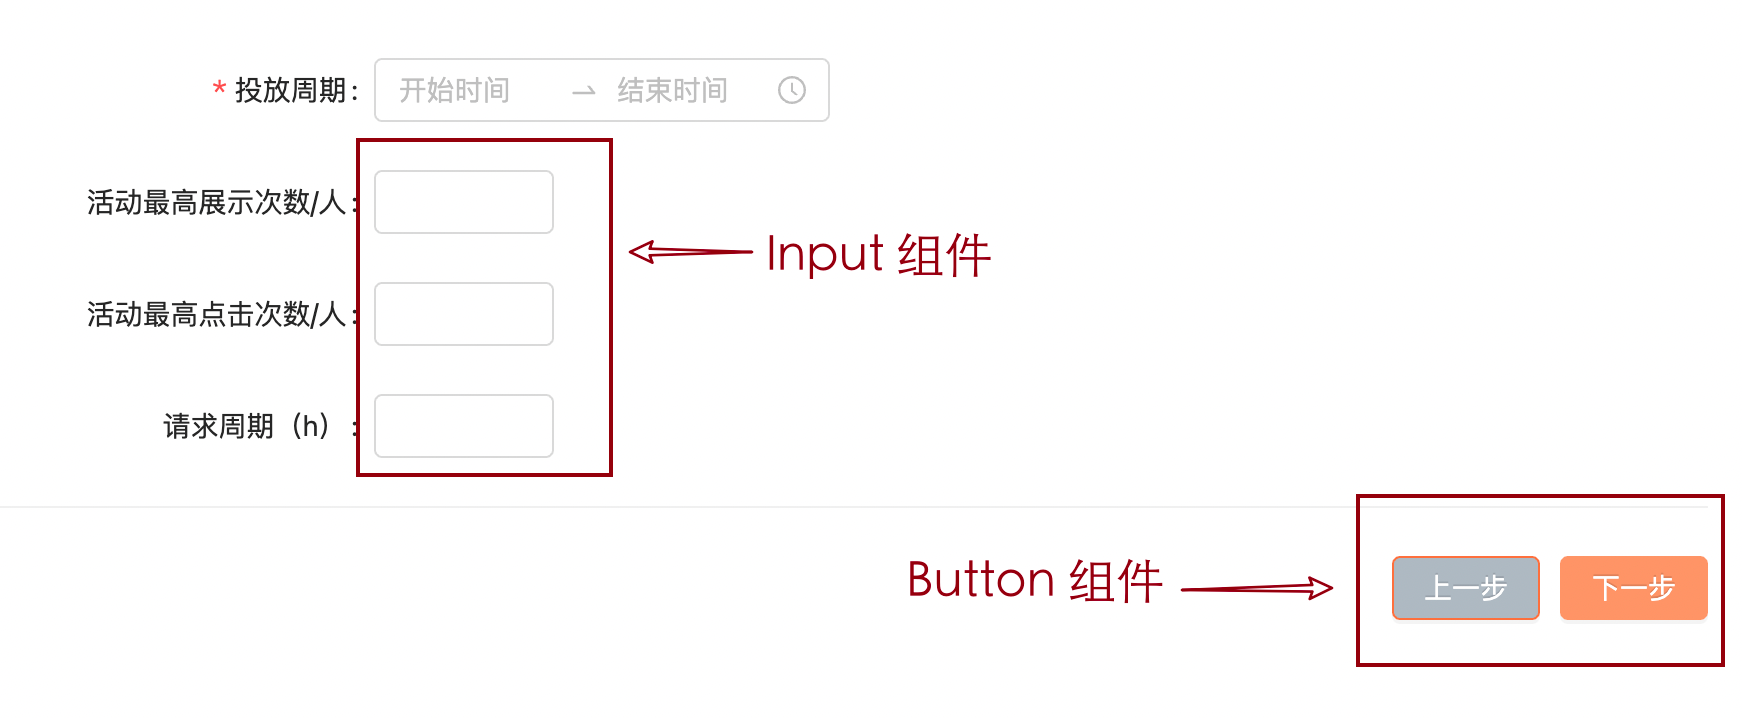 * 投放周期: 开始时间 → 结束时间
活动最高展示次数/人:
Input 组件
活动最高点击次数/人:
请求周期（h）:
Button 组件
上一步 下一步